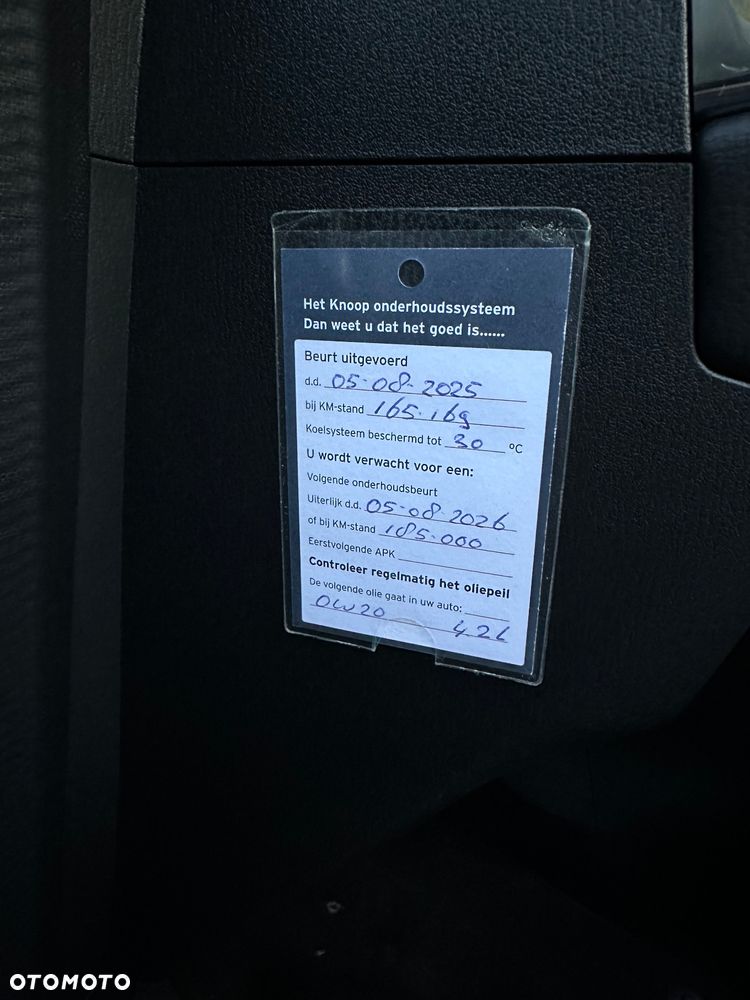 Het Knoop onderhoudssysteem
Dan weet u dat het goed is......
Beurt uitgevoerd
d.d. 05-08-2025
bij KM-stand 165.169
Koelsysteem beschermd tot 30 °C
U wordt verwacht voor een:
Volgende onderhoudsbeurt
Uiterlijk d.d. 05-08-2026
of bij KM-stand 185.000
Eerstvolgende APK
Controleer regelmatig het oliepeil
De volgende olie gaat in uw auto:
0W20 4,2L
OTOMOTO